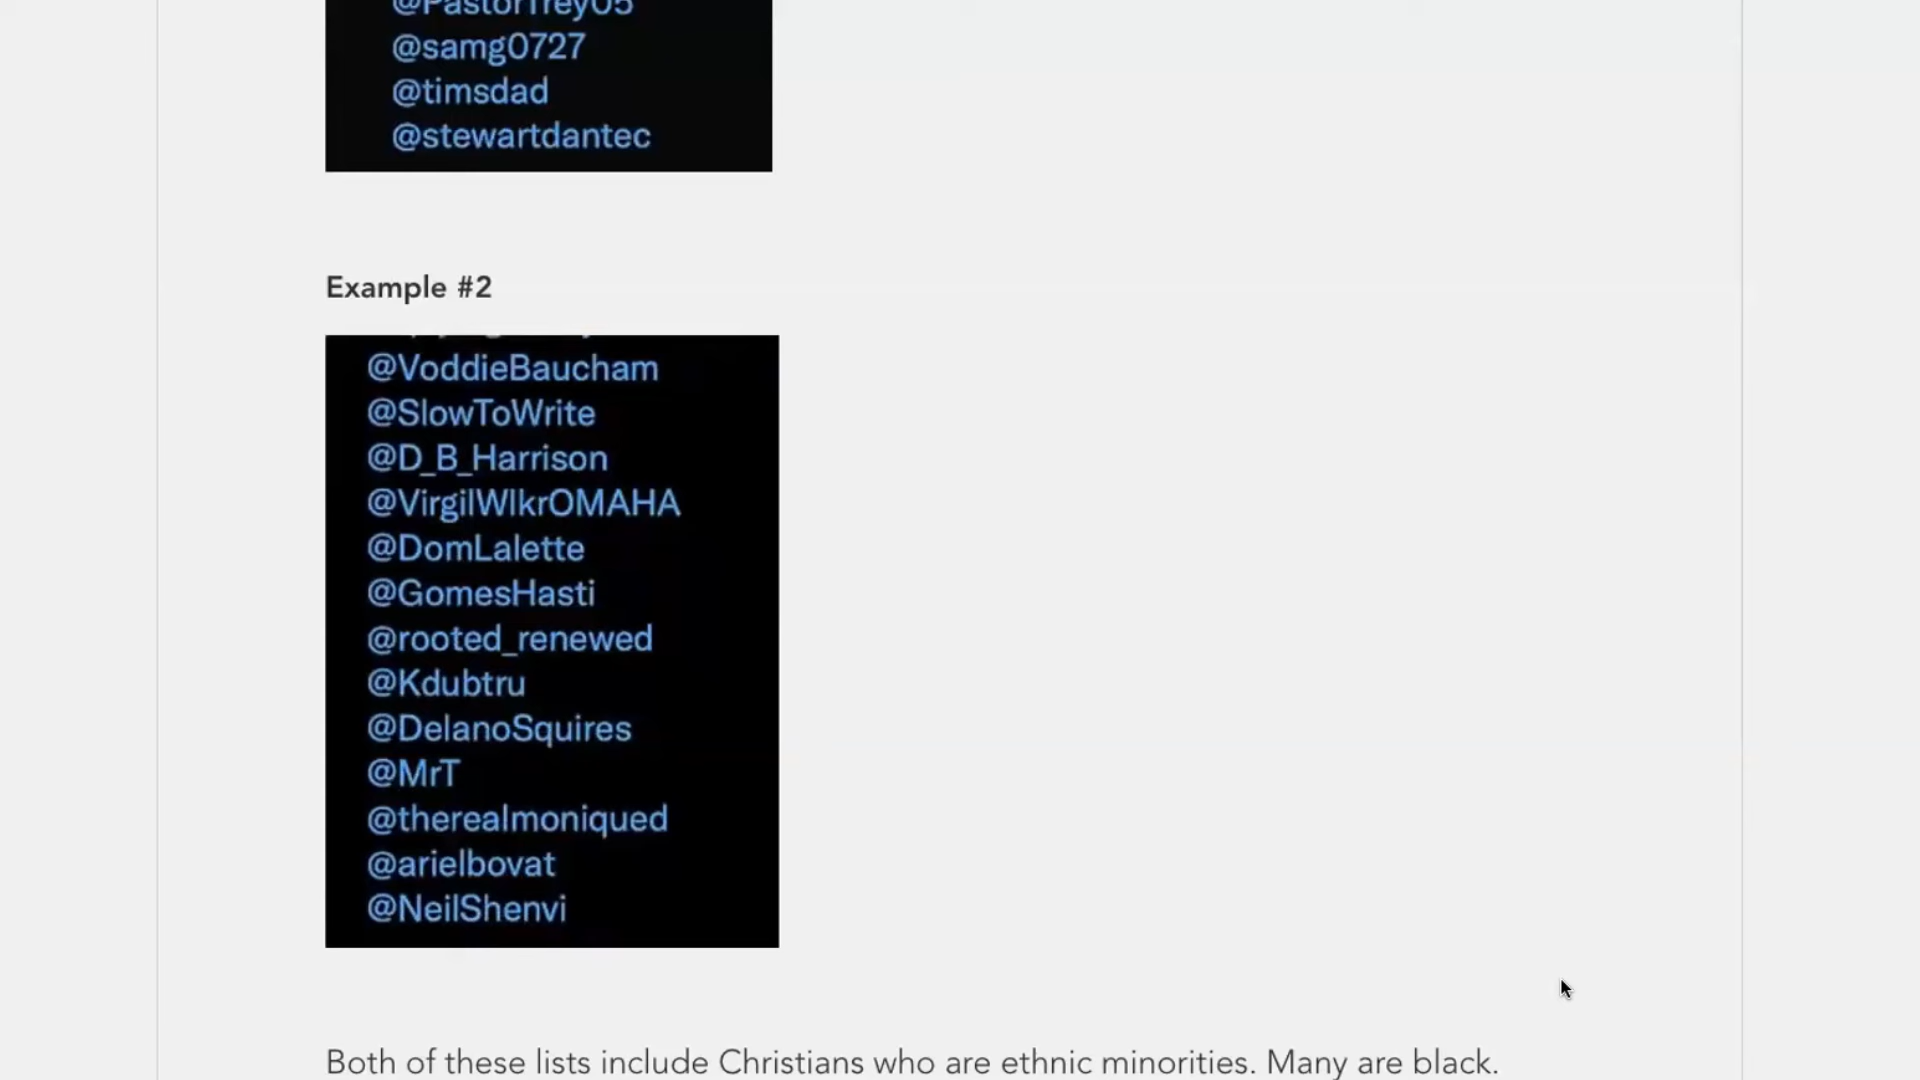 @PastorTrey05
@samg0727
@timsdad
@stewartdantec
Example #2
@VoddieBaucham
@SlowToWrite
@D_B_Harrison
@VirgilWlkrOMAHA
@DomLalette
@GomesHasti
@rooted_renewed
@Kdubtru
@DelanoSquires
@MrT
@therealmoniqued
@arielbovat
@NeilShenvi
Both of these lists include Christians who are ethnic minorities. Many are black.